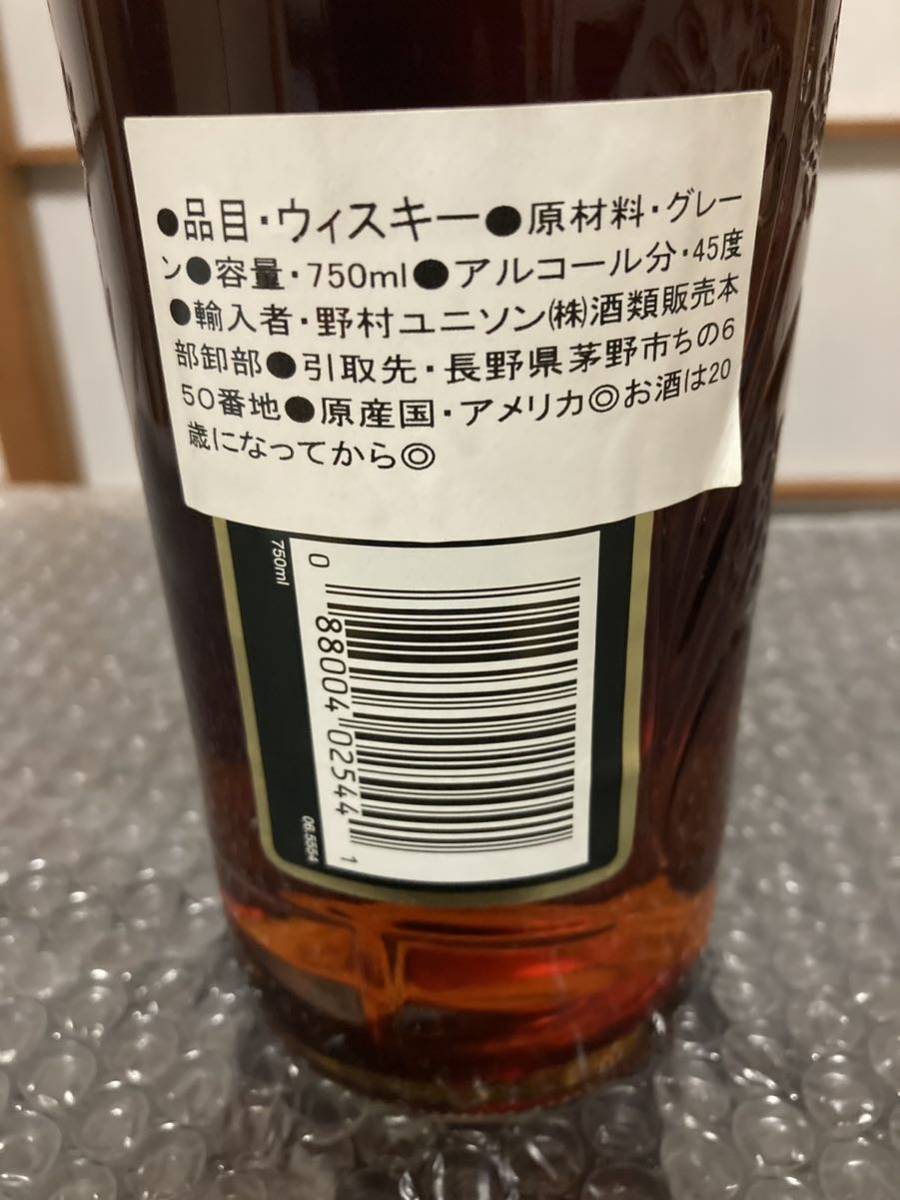 ●品目・ウィスキー●原材料・グレー
ン●容量・750ml●アルコール分・45度
●輸入者・野村ユニソン㈱酒類販売本
部卸部●引取先・長野県茅野市ちの6
50番地●原産国・アメリカ◎お酒は20
歳になってから◎
750ml
0 88004 02544 1
06.5554